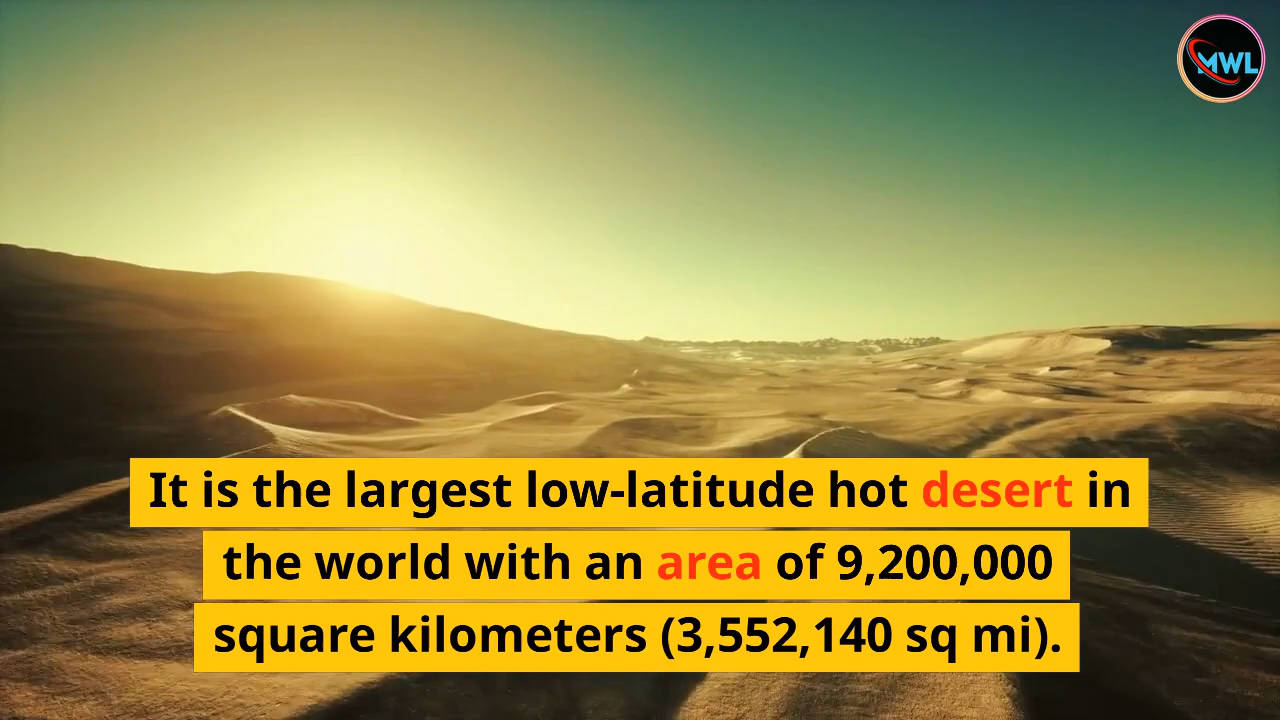 MWL
It is the largest low-latitude hot desert in
the world with an area of 9,200,000
square kilometers (3,552,140 sq mi).